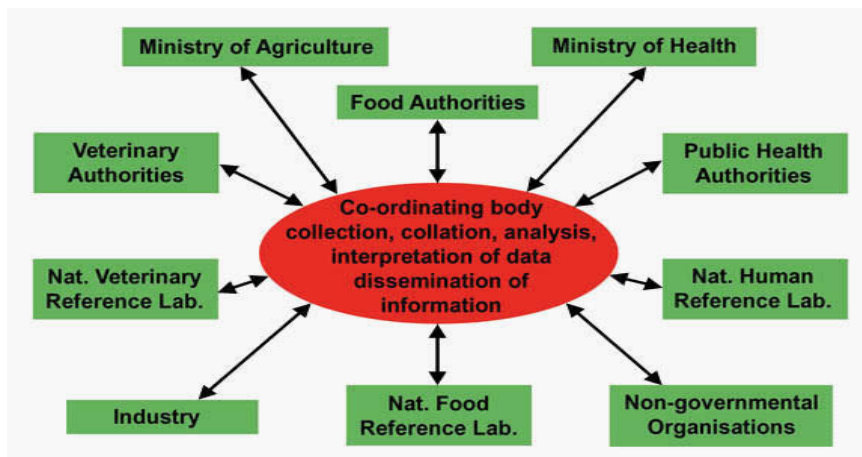 Ministry of Agriculture
Ministry of Health
Food Authorities
Veterinary
Authorities
Public Health
Authorities
Co-ordinating body
collection, collation, analysis,
interpretation of data
dissemination of
information
Nat. Veterinary
Reference Lab.
Nat. Human
Reference Lab.
Industry
Nat. Food
Reference Lab.
Non-governmental
Organisations